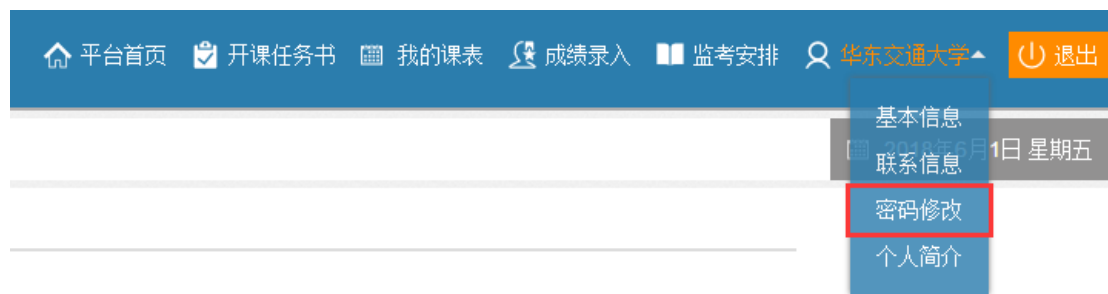 平台首页 开课任务书 我的课表 成绩录入 监考安排 华东交通大学 退出
基本信息
2018年6月1日 星期五
联系信息
密码修改
个人简介